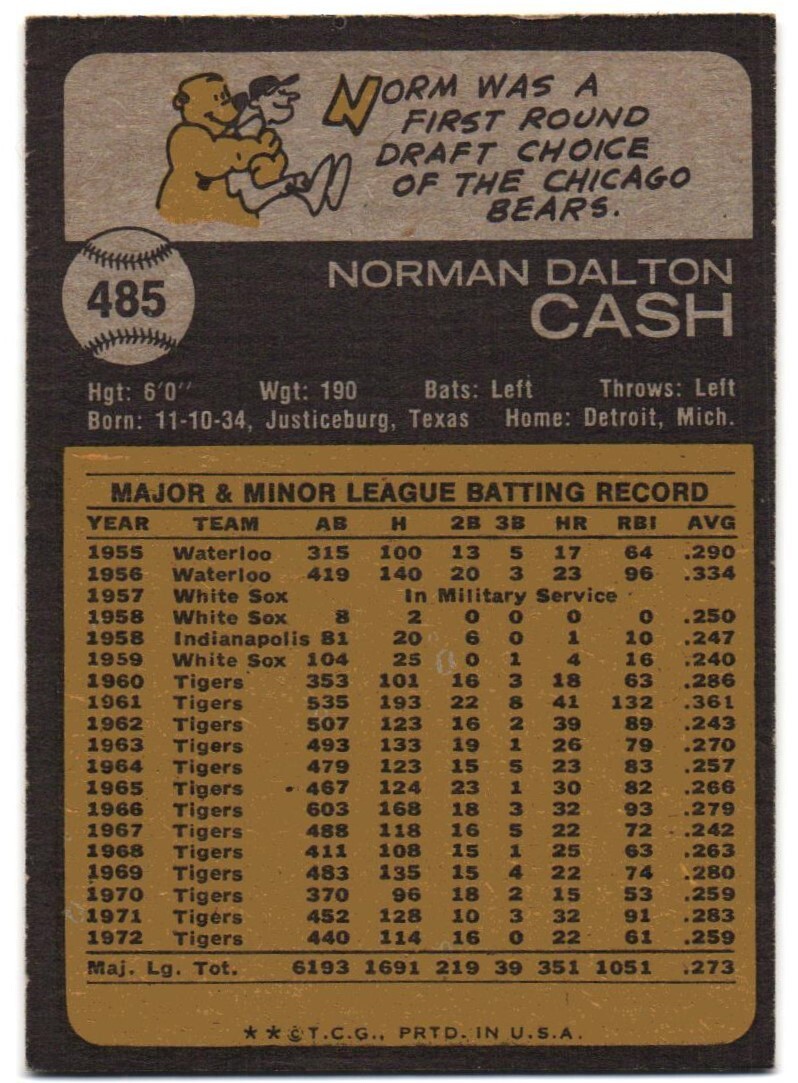 NORM WAS A
FIRST ROUND
DRAFT CHOICE
OF THE CHICAGO
BEARS.
485
NORMAN DALTON
CASH
Hgt: 6'0" Wgt: 190 Bats: Left Throws: Left
Born: 11-10-34, Justiceburg, Texas Home: Detroit, Mich.
MAJOR & MINOR LEAGUE BATTING RECORD
YEAR TEAM AB H 2B 3B HR RBI AVG
1955 Waterloo 315 100 13 5 17 64 .290
1956 Waterloo 419 140 20 3 23 96 .334
1957 White Sox In Military Service
1958 White Sox 8 2 0 0 0 0 .250
1958 Indianapolis 81 20 6 0 1 10 .247
1959 White Sox 104 25 0 1 4 16 .240
1960 Tigers 353 101 16 3 18 63 .286
1961 Tigers 535 193 22 8 41 132 .361
1962 Tigers 507 123 16 2 39 89 .243
1963 Tigers 493 133 19 1 26 79 .270
1964 Tigers 479 123 15 5 23 83 .257
1965 Tigers 467 124 23 1 30 82 .266
1966 Tigers 603 168 18 3 32 93 .279
1967 Tigers 488 118 16 5 22 72 .242
1968 Tigers 411 108 15 1 25 63 .263
1969 Tigers 483 135 15 4 22 74 .280
1970 Tigers 370 96 18 2 15 53 .259
1971 Tigers 452 128 10 3 32 91 .283
1972 Tigers 440 114 16 0 22 61 .259
Maj. Lg. Tot. 6193 1691 219 39 351 1051 .273
**©T.C.G., PRTD. IN U.S.A.